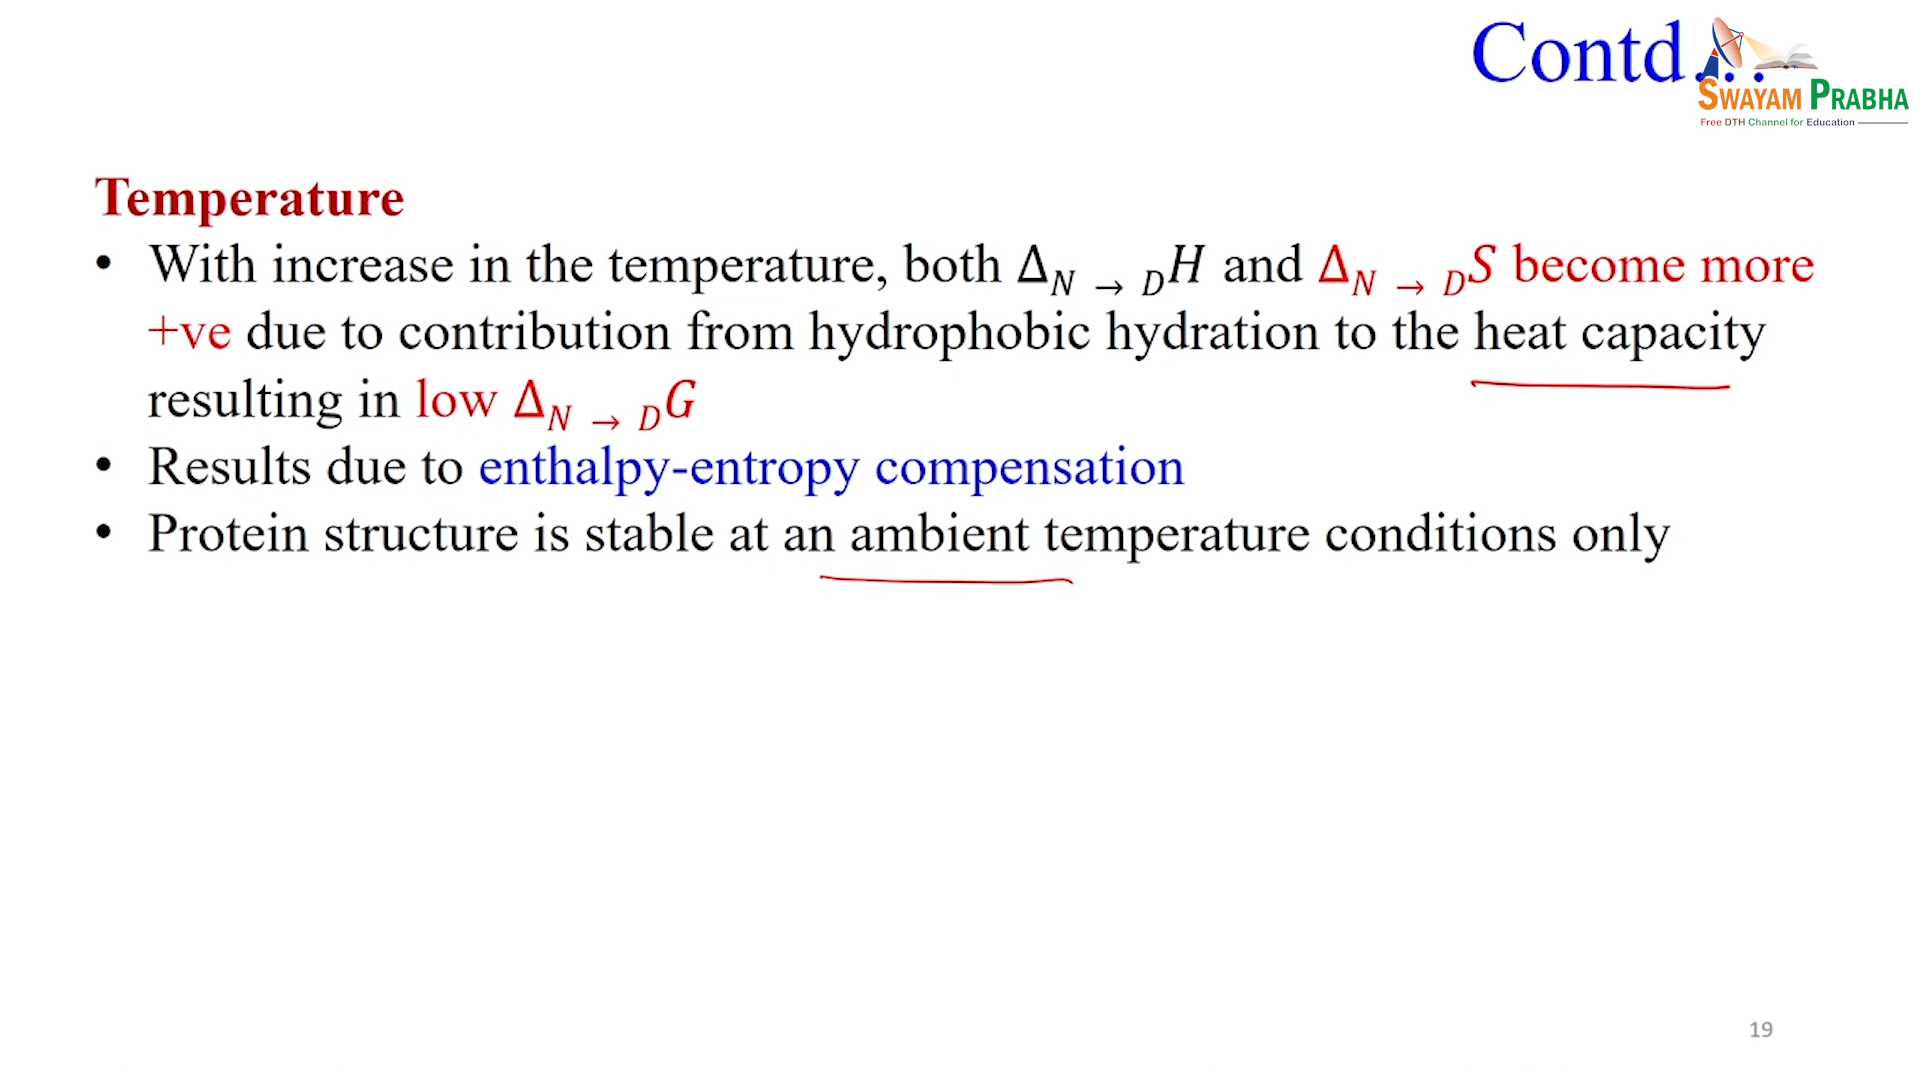 Contd...
SWAYAM PRABHA
Free DTH Channel for Education
Temperature
• With increase in the temperature, both Δ_{N → D}H and Δ_{N → D}S become more
+ve due to contribution from hydrophobic hydration to the heat capacity
resulting in low Δ_{N → D}G
• Results due to enthalpy-entropy compensation
• Protein structure is stable at an ambient temperature conditions only
19